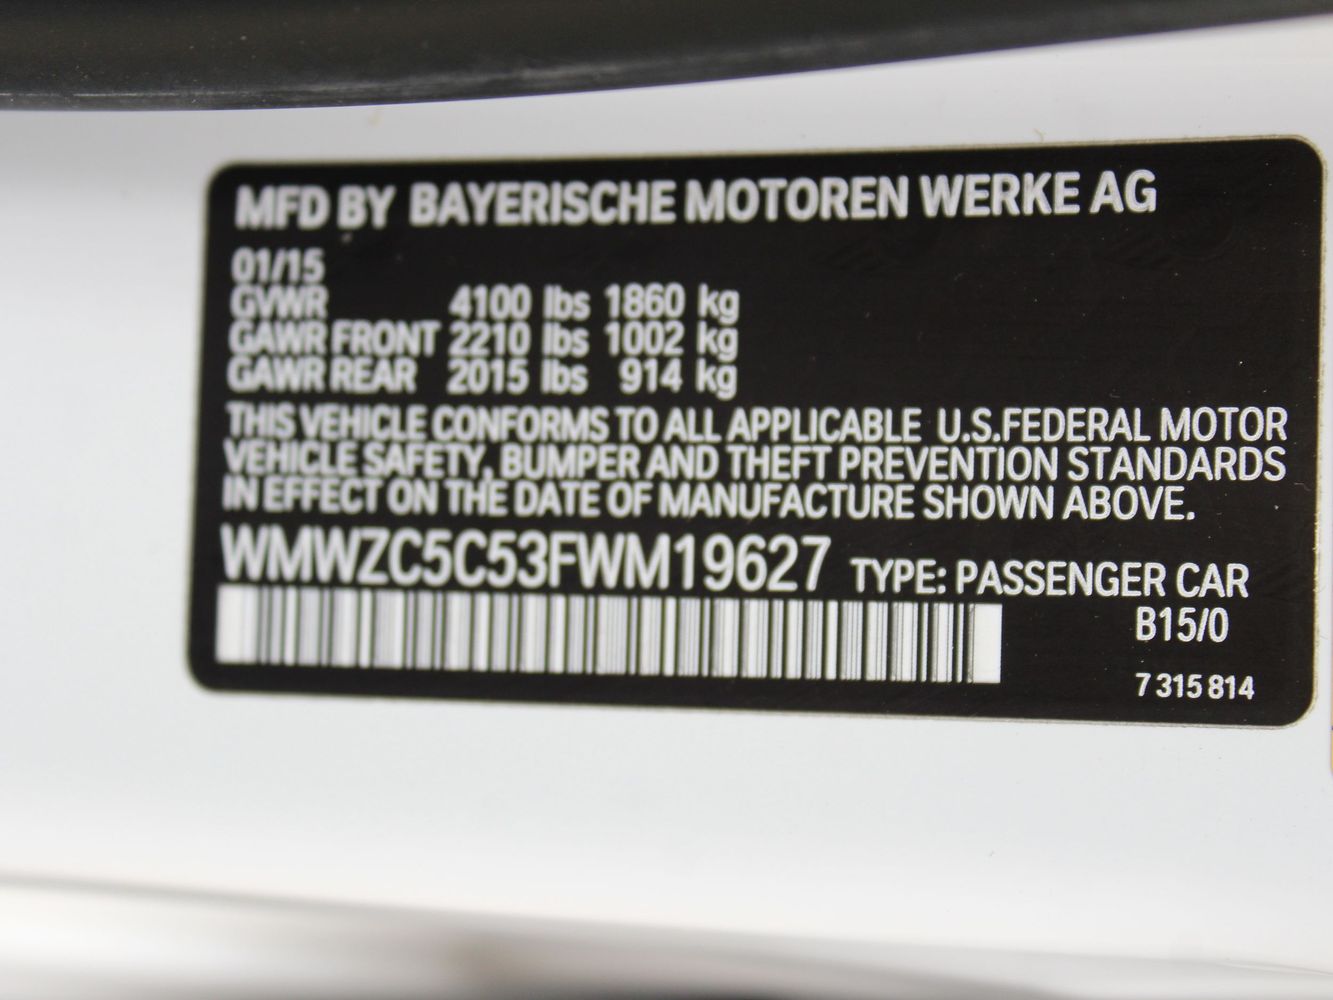 MFD BY BAYERISCHE MOTOREN WERKE AG
01/15
GVWR 4100 lbs 1860 kg
GAWR FRONT 2210 lbs 1002 kg
GAWR REAR 2015 lbs 914 kg
THIS VEHICLE CONFORMS TO ALL APPLICABLE U.S.FEDERAL MOTOR
VEHICLE SAFETY, BUMPER AND THEFT PREVENTION STANDARDS
IN EFFECT ON THE DATE OF MANUFACTURE SHOWN ABOVE.
WMWZC5C53FWM19627 TYPE: PASSENGER CAR
B15/0
7 315 814